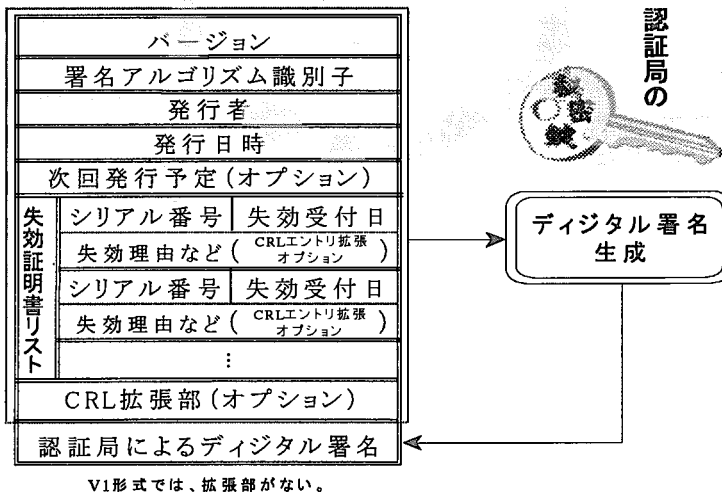 バージョン
署名アルゴリズム識別子
発行者
発行日時
次回発行予定(オプション)
失効証明書リスト
シリアル番号 失効受付日
失効理由など(CRLエントリ拡張オプション)
シリアル番号 失効受付日
失効理由など(CRLエントリ拡張オプション)
⋮
CRL拡張部(オプション)
認証局によるディジタル署名
V1形式では、拡張部がない。
認証局の
秘密鍵
ディジタル署名
生成